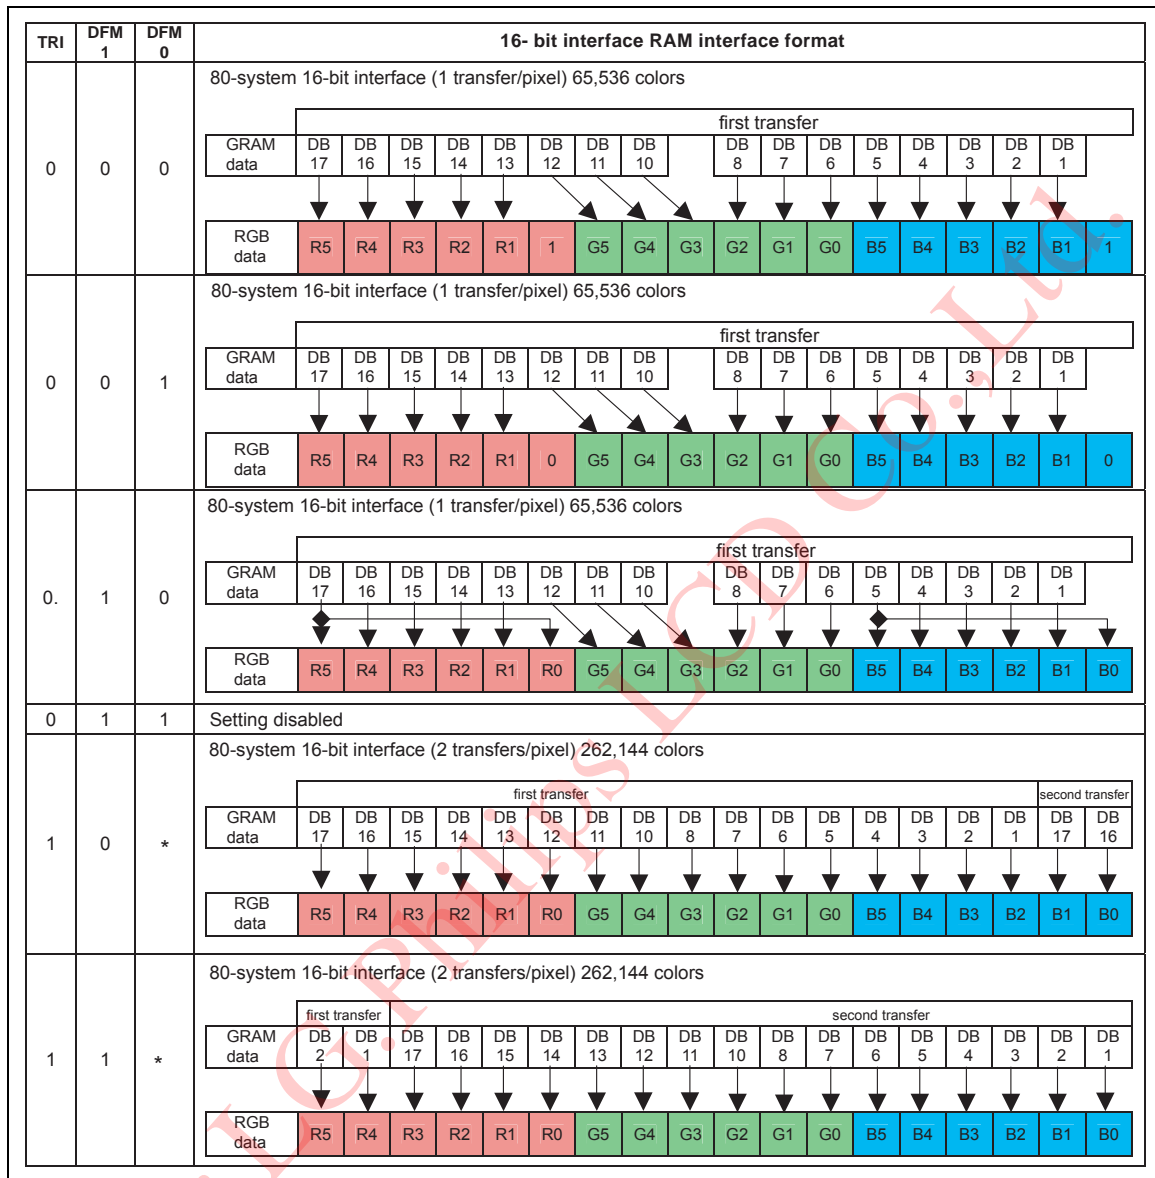 TRI DFM 1 DFM 0 16- bit interface RAM interface format
80-system 16-bit interface (1 transfer/pixel) 65,536 colors
first transfer
GRAM data DB 17 DB 16 DB 15 DB 14 DB 13 DB 12 DB 11 DB 10 DB 8 DB 7 DB 6 DB 5 DB 4 DB 3 DB 2 DB 1
0 0 0
RGB data R5 R4 R3 R2 R1 1 G5 G4 G3 G2 G1 G0 B5 B4 B3 B2 B1 1
80-system 16-bit interface (1 transfer/pixel) 65,536 colors
first transfer
GRAM data DB 17 DB 16 DB 15 DB 14 DB 13 DB 12 DB 11 DB 10 DB 8 DB 7 DB 6 DB 5 DB 4 DB 3 DB 2 DB 1
0 0 1
RGB data R5 R4 R3 R2 R1 0 G5 G4 G3 G2 G1 G0 B5 B4 B3 B2 B1 0
80-system 16-bit interface (1 transfer/pixel) 65,536 colors
first transfer
GRAM data DB 17 DB 16 DB 15 DB 14 DB 13 DB 12 DB 11 DB 10 DB 8 DB 7 DB 6 DB 5 DB 4 DB 3 DB 2 DB 1
0. 1 0
RGB data R5 R4 R3 R2 R1 R0 G5 G4 G3 G2 G1 G0 B5 B4 B3 B2 B1 B0
0 1 1 Setting disabled
80-system 16-bit interface (2 transfers/pixel) 262,144 colors
first transfer second transfer
GRAM data DB 17 DB 16 DB 15 DB 14 DB 13 DB 12 DB 11 DB 10 DB 8 DB 7 DB 6 DB 5 DB 4 DB 3 DB 2 DB 1 DB 17 DB 16
1 0 *
RGB data R5 R4 R3 R2 R1 R0 G5 G4 G3 G2 G1 G0 B5 B4 B3 B2 B1 B0
80-system 16-bit interface (2 transfers/pixel) 262,144 colors
first transfer second transfer
GRAM data DB 2 DB 1 DB 17 DB 16 DB 15 DB 14 DB 13 DB 12 DB 11 DB 10 DB 8 DB 7 DB 6 DB 5 DB 4 DB 3 DB 2 DB 1
1 1 *
RGB data R5 R4 R3 R2 R1 R0 G5 G4 G3 G2 G1 G0 B5 B4 B3 B2 B1 B0
LG.Philips LCD Co.,Ltd.